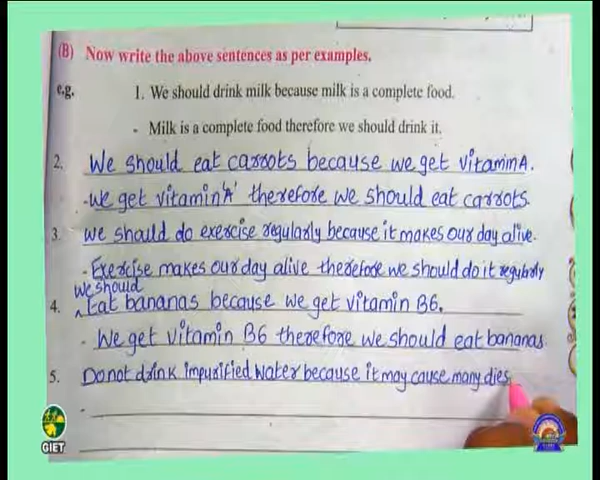 (B) Now write the above sentences as per examples.
e.g. 1. We should drink milk because milk is a complete food.
- Milk is a complete food therefore we should drink it.
2. We should eat carrots because we get vitamin A.
- We get vitamin 'A' therefore we should eat carrots.
3. We should do exercise regularly because it makes our day alive.
- Exercise makes our day alive therefore we should do it regularly
we should
4. ^ Eat bananas because we get vitamin B6.
- We get vitamin B6 therefore we should eat bananas.
5. Do not drink impurified water because it may cause many dies
-
GIET